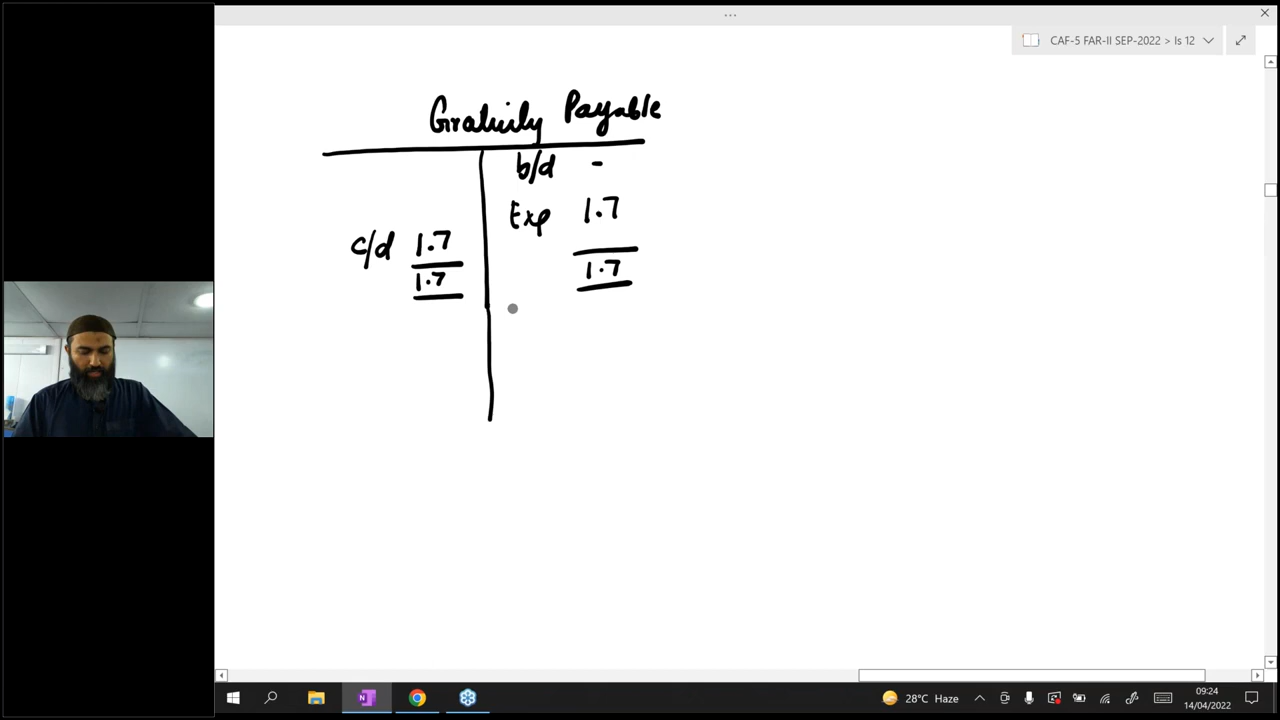 CAF-5 FAR-II SEP-2022 > Is 12
Gratuity Payable
b/d -
Exp 1.7
c/d 1.7
1.7
1.7
28°C Haze
09:24
14/04/2022